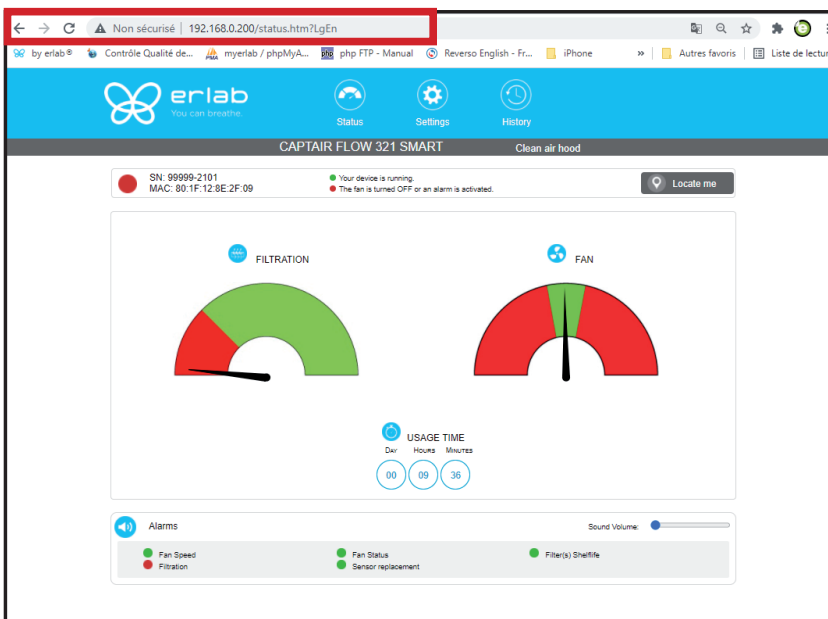 Non sécurisé | 192.168.0.200/status.htm?LgEn
by erlab® Contrôle Qualité de... myerlab / phpMyA... php FTP - Manual Reverso English - Fr... iPhone » Autres favoris Liste de lectur
erlab
You can breathe.
Status Settings History
CAPTAIR FLOW 321 SMART Clean air hood
SN: 99999-2101
MAC: 80:1F:12:8E:2F:09
Your device is running.
The fan is turned OFF or an alarm is activated.
Locate me
FILTRATION FAN
USAGE TIME
DAY HOURS MINUTES
00 09 36
Alarms Sound Volume:
Fan Speed Fan Status Filter(s) Shelflife
Filtration Sensor replacement